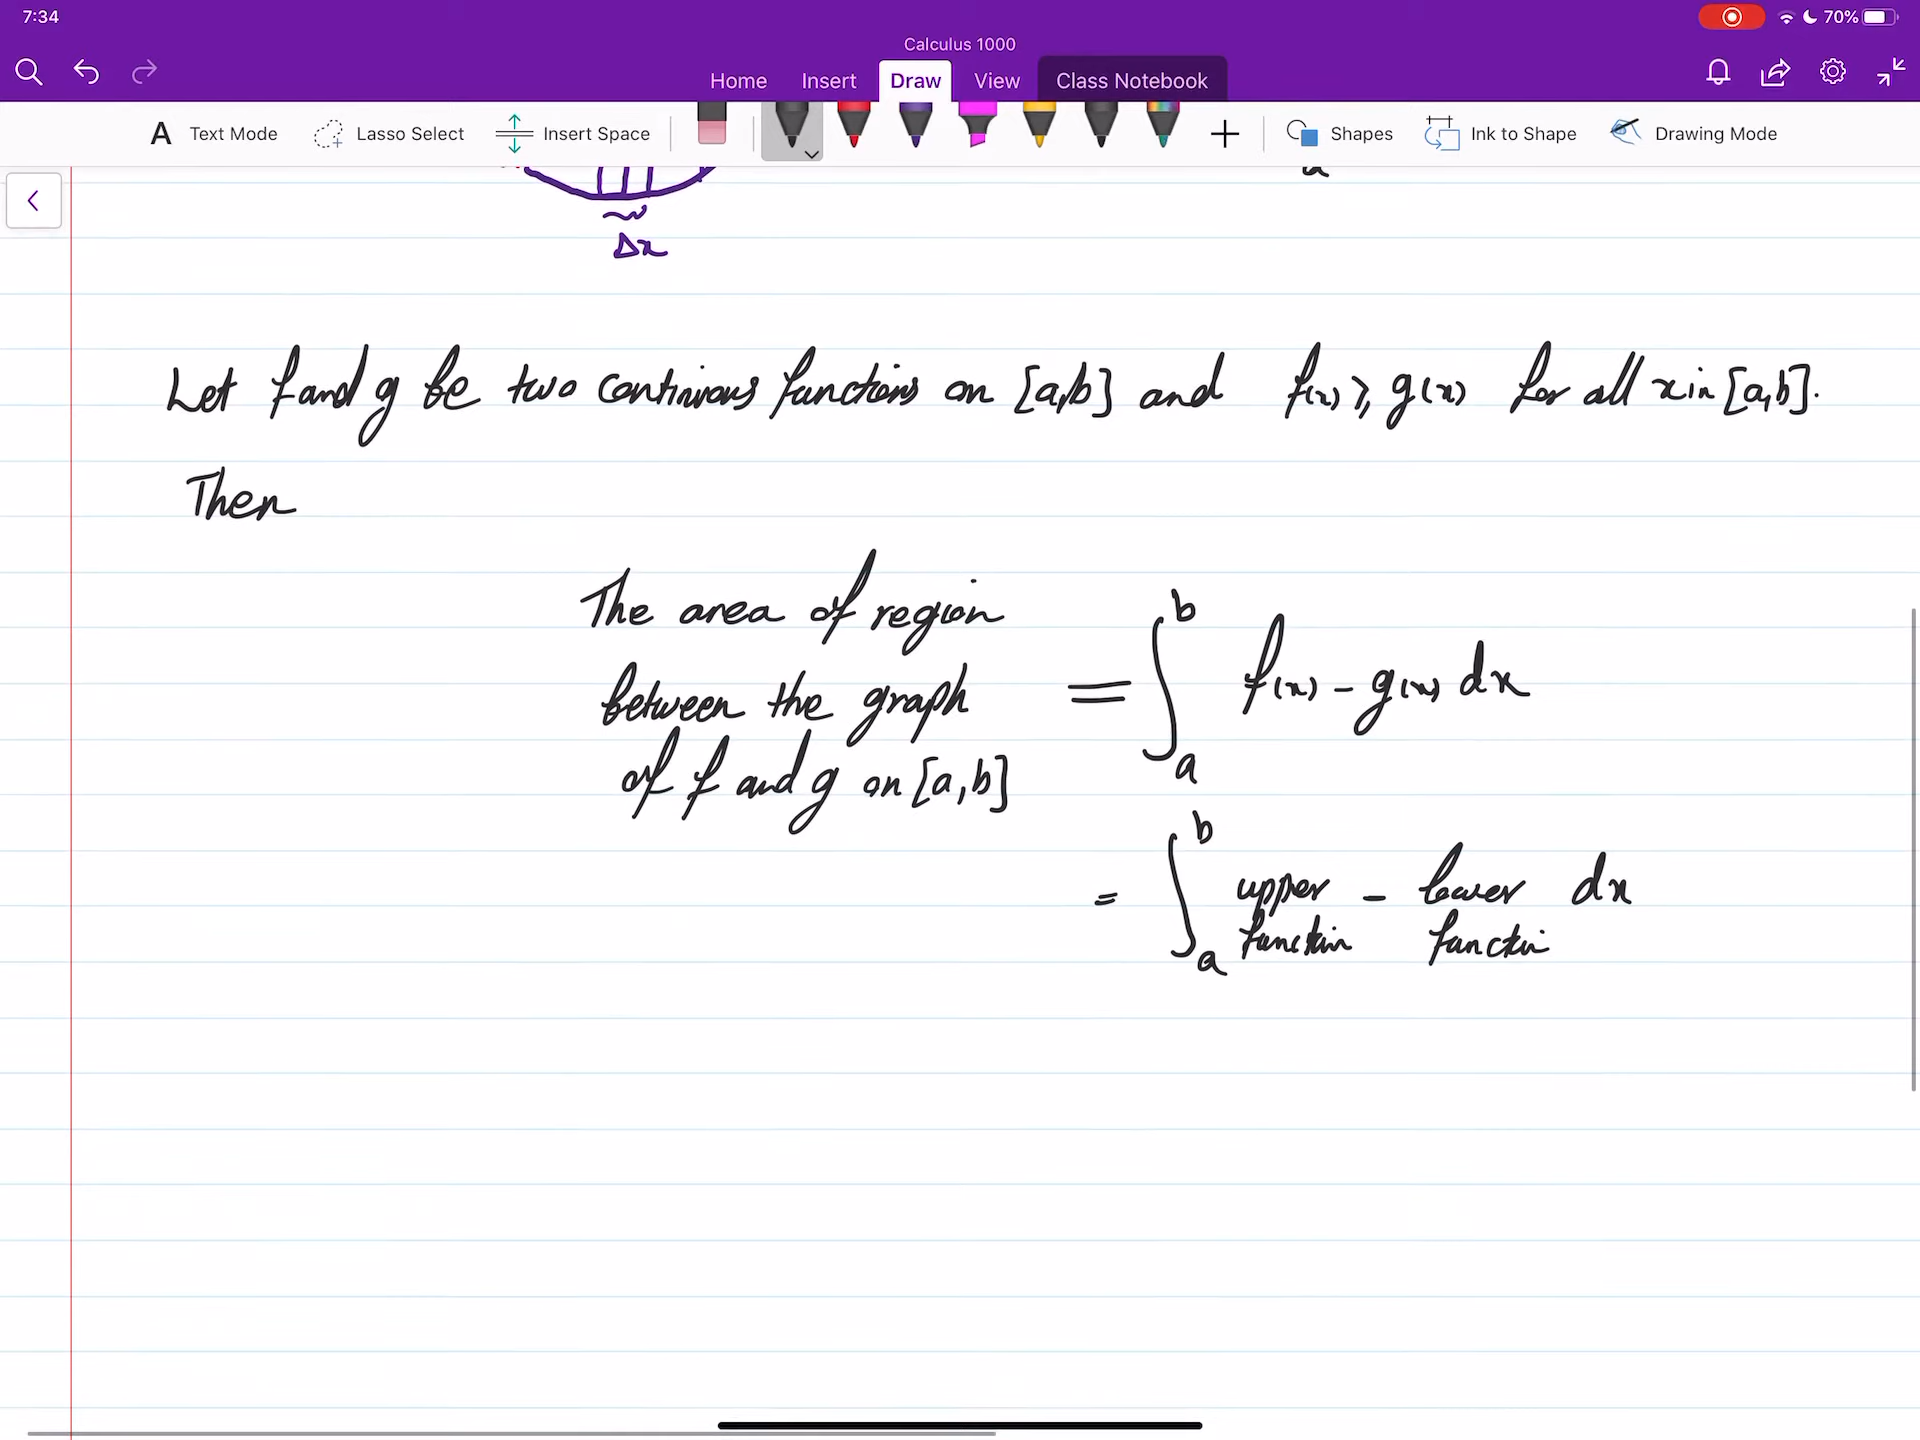 7:34
70%
Calculus 1000
Home Insert Draw View Class Notebook
Text Mode Lasso Select Insert Space Shapes Ink to Shape Drawing Mode
a
Δx
Let f and g be two continuous functions on [a,b] and f(x) ≥ g(x) for all x in [a,b].
Then
The area of region
between the graph
of f and g on [a,b]
= ∫_a^b f(x) - g(x) dx
= ∫_a^b upper - lower dx
function functin